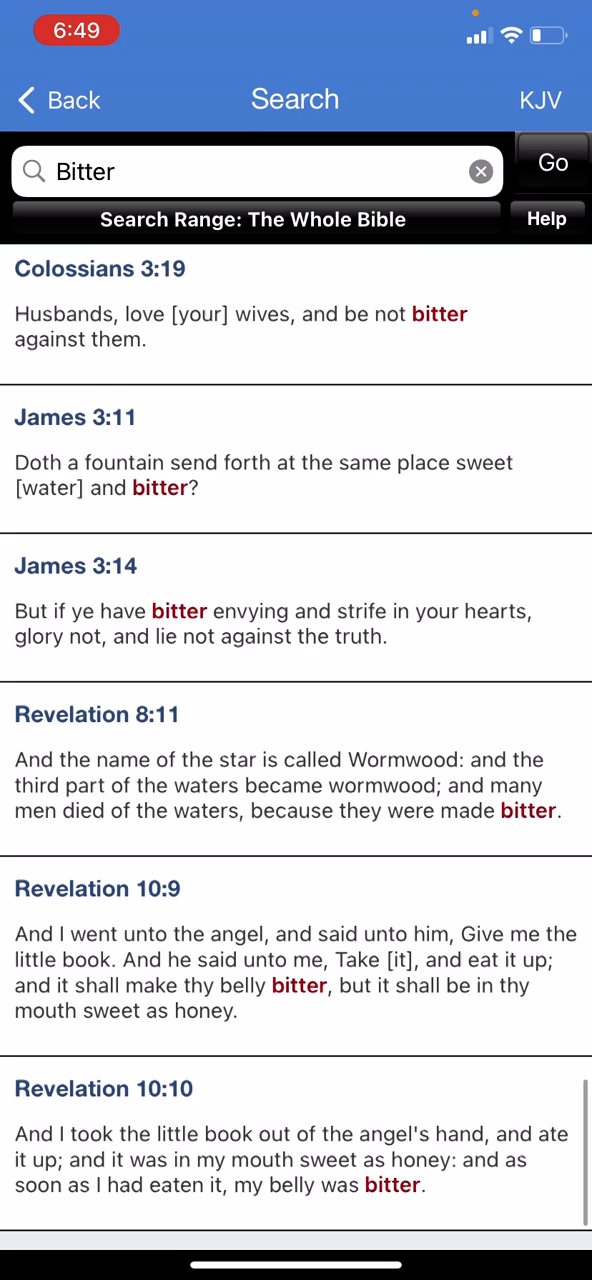 6:49
Back
Search
KJV
Bitter
Go
Search Range: The Whole Bible
Help
Colossians 3:19
Husbands, love [your] wives, and be not bitter
against them.
James 3:11
Doth a fountain send forth at the same place sweet
[water] and bitter?
James 3:14
But if ye have bitter envying and strife in your hearts,
glory not, and lie not against the truth.
Revelation 8:11
And the name of the star is called Wormwood: and the
third part of the waters became wormwood; and many
men died of the waters, because they were made bitter.
Revelation 10:9
And I went unto the angel, and said unto him, Give me the
little book. And he said unto me, Take [it], and eat it up;
and it shall make thy belly bitter, but it shall be in thy
mouth sweet as honey.
Revelation 10:10
And I took the little book out of the angel's hand, and ate
it up; and it was in my mouth sweet as honey: and as
soon as I had eaten it, my belly was bitter.